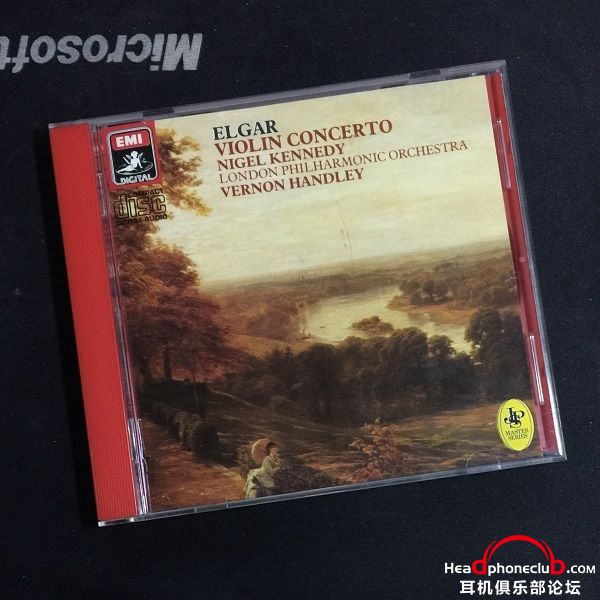 Microsoft
EMI
DIGITAL
ELGAR
VIOLIN CONCERTO
NIGEL KENNEDY
LONDON PHILHARMONIC ORCHESTRA
VERNON HANDLEY
COMPACT
disc
DIGITAL AUDIO
JPS
MASTER
SERIES
Headphoneclub.com
耳机俱乐部论坛